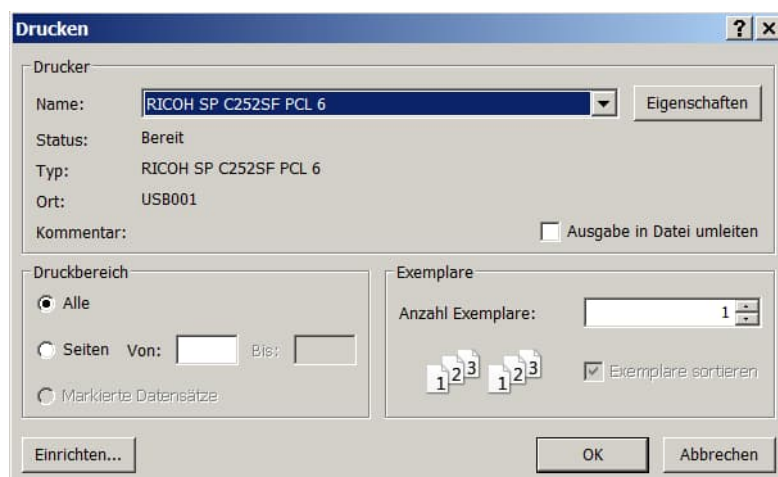 Drucken
Drucker
Name: RICOH SP C252SF PCL 6 Eigenschaften
Status: Bereit
Typ: RICOH SP C252SF PCL 6
Ort: USB001
Kommentar: Ausgabe in Datei umleiten
Druckbereich
Alle
Seiten Von: Bis:
Markierte Datensätze
Exemplare
Anzahl Exemplare: 1
1 2 3 1 2 3 Exemplare sortieren
Einrichten... OK Abbrechen